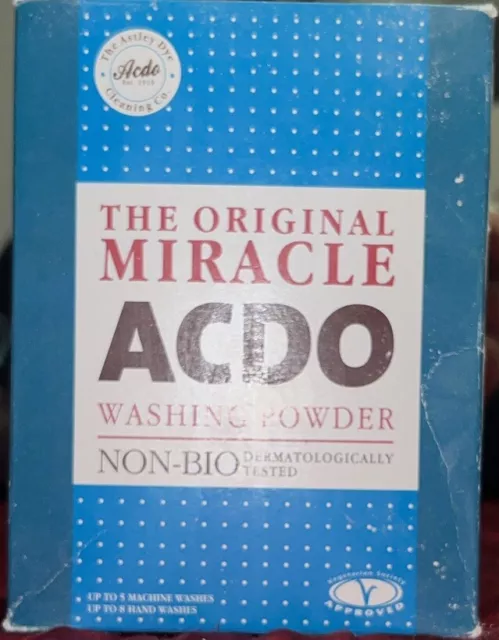 The Astley Dye
Acdo
Est. 1919
Cleaning Co.
THE ORIGINAL
MIRACLE
ACDO
WASHING POWDER
NON-BIO DERMATOLOGICALLY
TESTED
UP TO 5 MACHINE WASHES
UP TO 8 HAND WASHES
Vegetarian Society
V
APPROVED